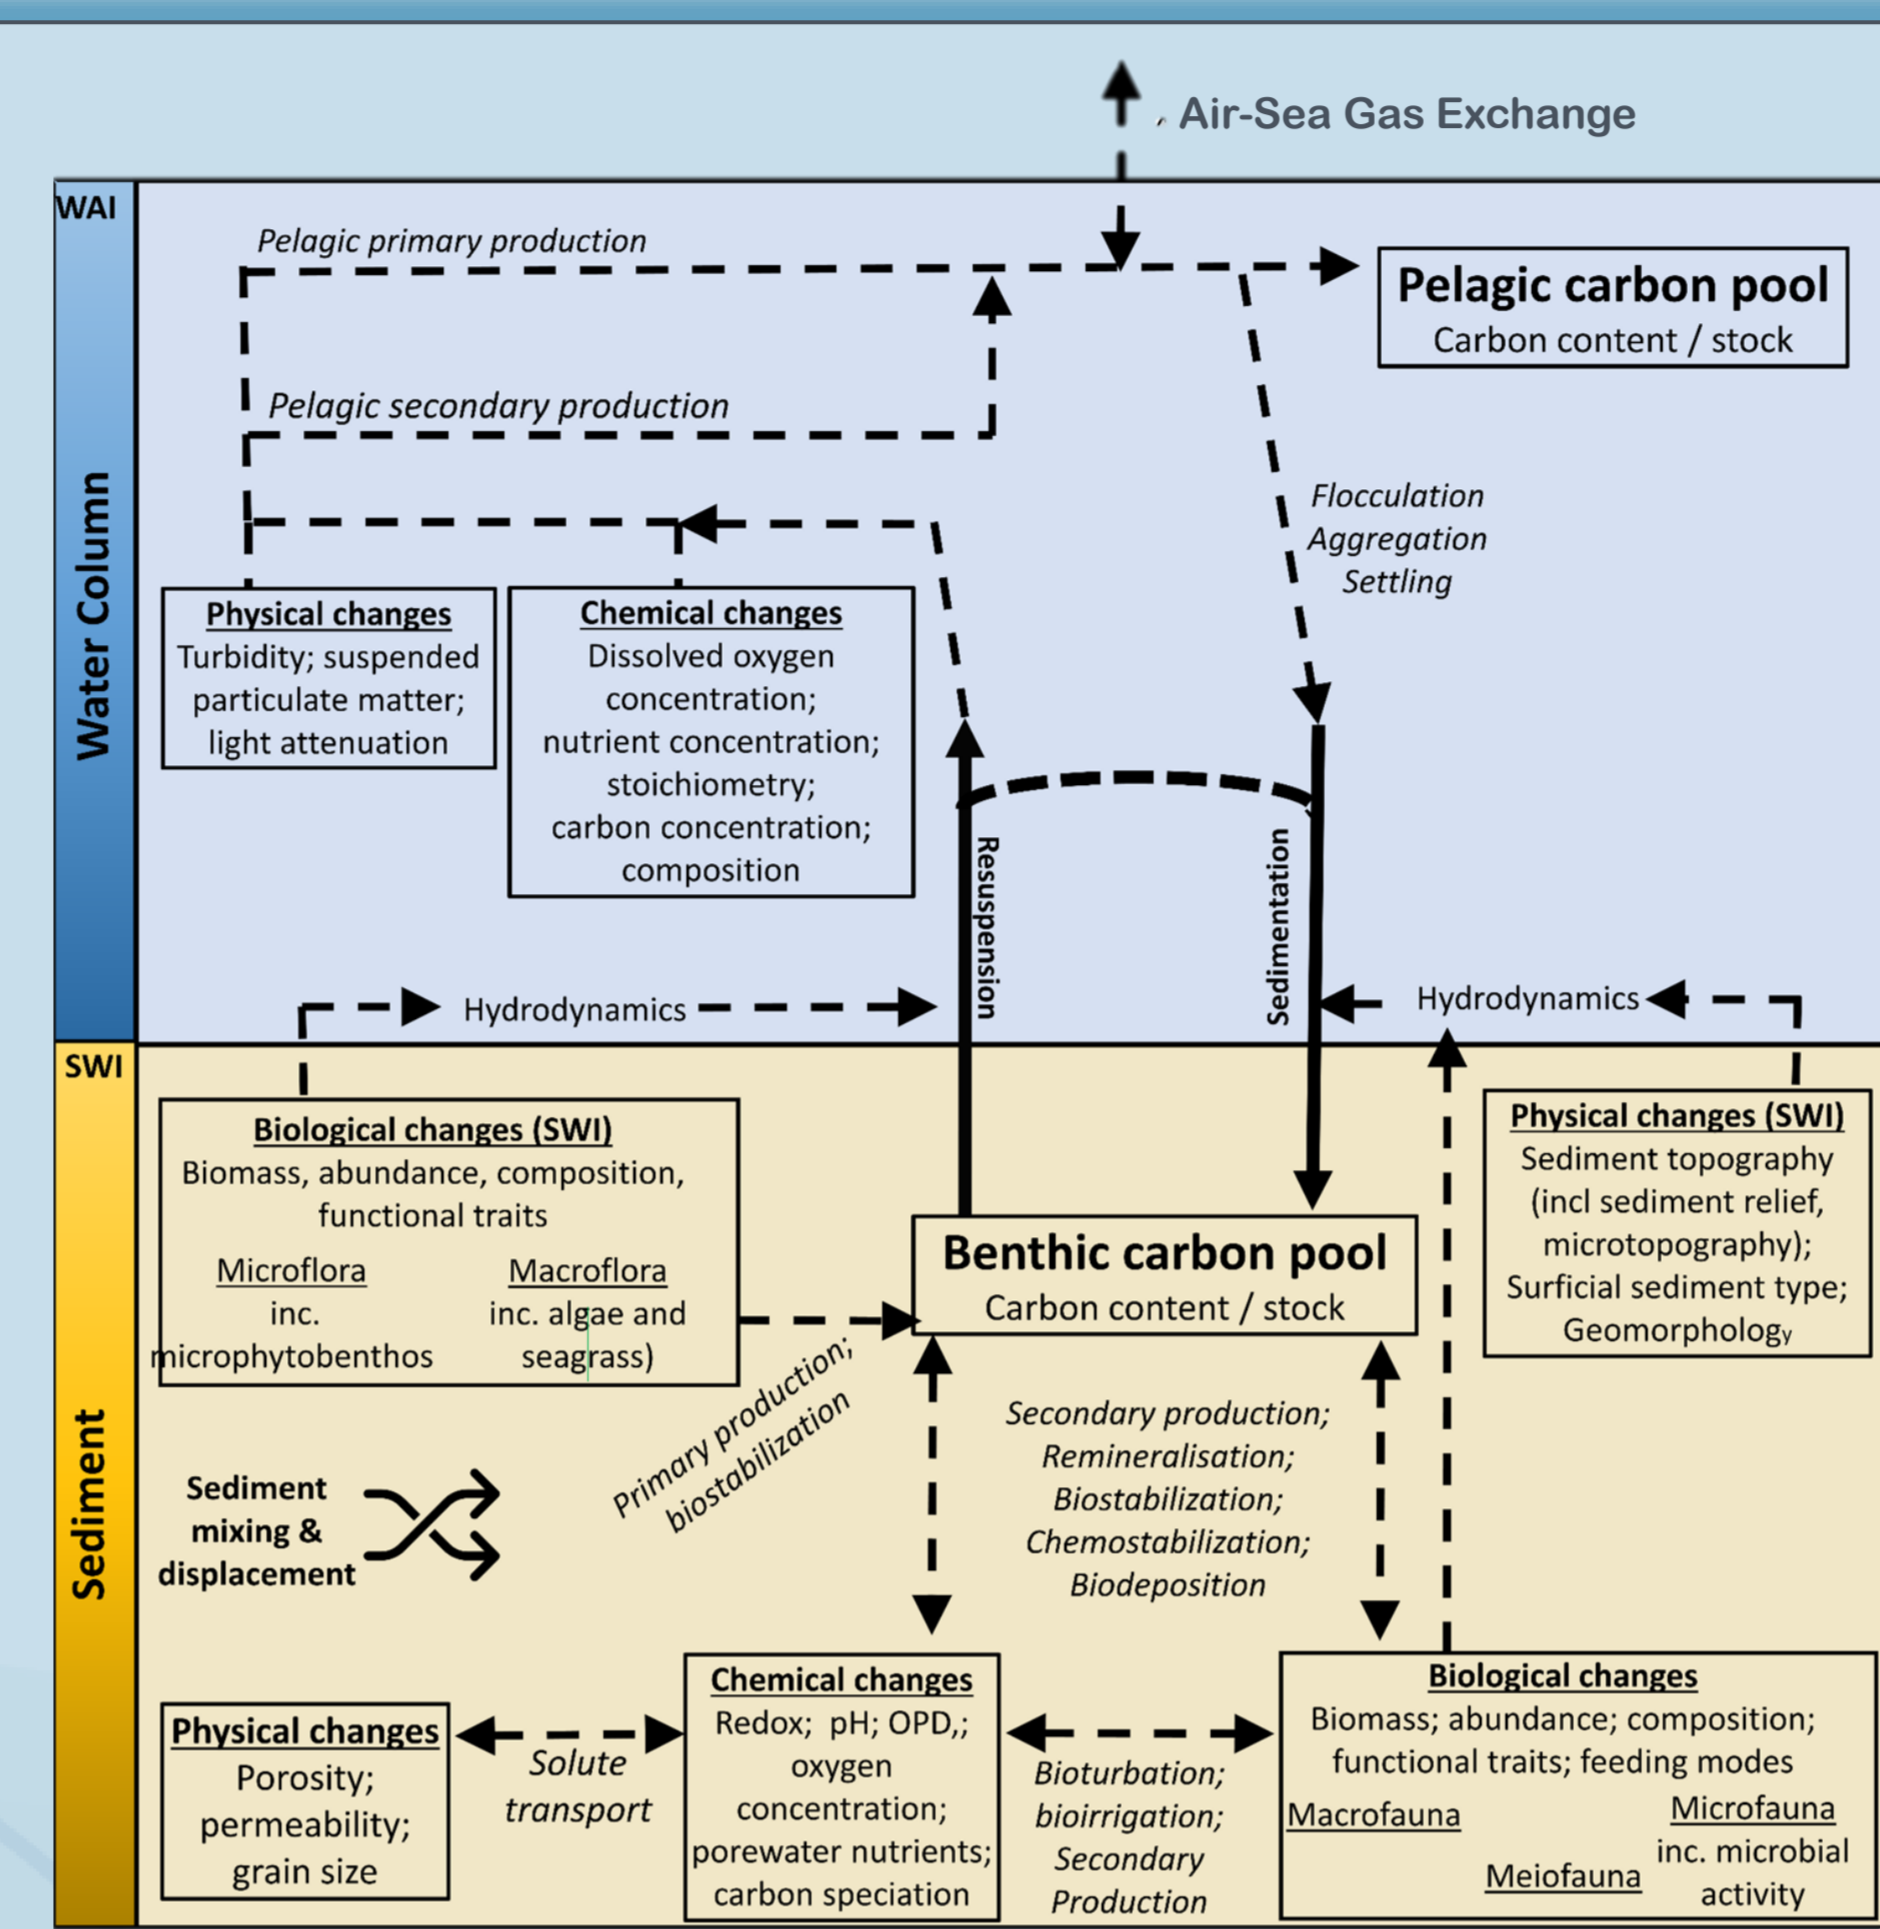 Air-Sea Gas Exchange
WAI
Pelagic primary production
Pelagic carbon pool
Carbon content / stock
Pelagic secondary production
Flocculation
Aggregation
Settling
Water Column
Physical changes
Turbidity; suspended
particulate matter;
light attenuation
Chemical changes
Dissolved oxygen
concentration;
nutrient concentration;
stoichiometry;
carbon concentration;
composition
Resuspension
Sedimentation
Hydrodynamics
Hydrodynamics
SWI
Biological changes (SWI)
Biomass, abundance, composition,
functional traits
Microflora
inc.
microphytobenthos
Macroflora
inc. algae and
seagrass)
Physical changes (SWI)
Sediment topography
(incl sediment relief,
microtopography);
Surficial sediment type;
Geomorphology
Benthic carbon pool
Carbon content / stock
Primary production;
biostabilization
Secondary production;
Remineralisation;
Biostabilization;
Chemostabilization;
Biodeposition
Sediment
Sediment
mixing &
displacement
Physical changes
Porosity;
permeability;
grain size
Solute
transport
Chemical changes
Redox; pH; OPD,;
oxygen
concentration;
porewater nutrients;
carbon speciation
Bioturbation;
bioirrigation;
Secondary
Production
Biological changes
Biomass; abundance; composition;
functional traits; feeding modes
Macrofauna
Meiofauna
Microfauna
inc. microbial
activity